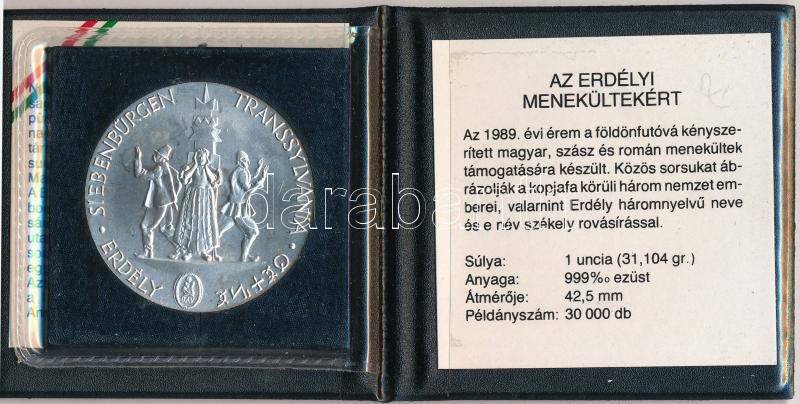 SIEBENBÜRGEN
TRANSSYLVANIA
ERDÉLY
AZ ERDÉLYI
MENEKÜLTEKÉRT
Az 1989. évi érem a földönfutóvá kénysze-
rített magyar, szász és román menekültek
támogatására készült. Közös sorsukat áb-
rázolják a kopjafa körüli három nemzet em-
berei, valamint Erdély háromnyelvű neve
és e név székely rovásírással.
Súlya: 1 uncia (31,104 gr.)
Anyaga: 999‰ ezüst
Átmérője: 42,5 mm
Példányszám: 30 000 db